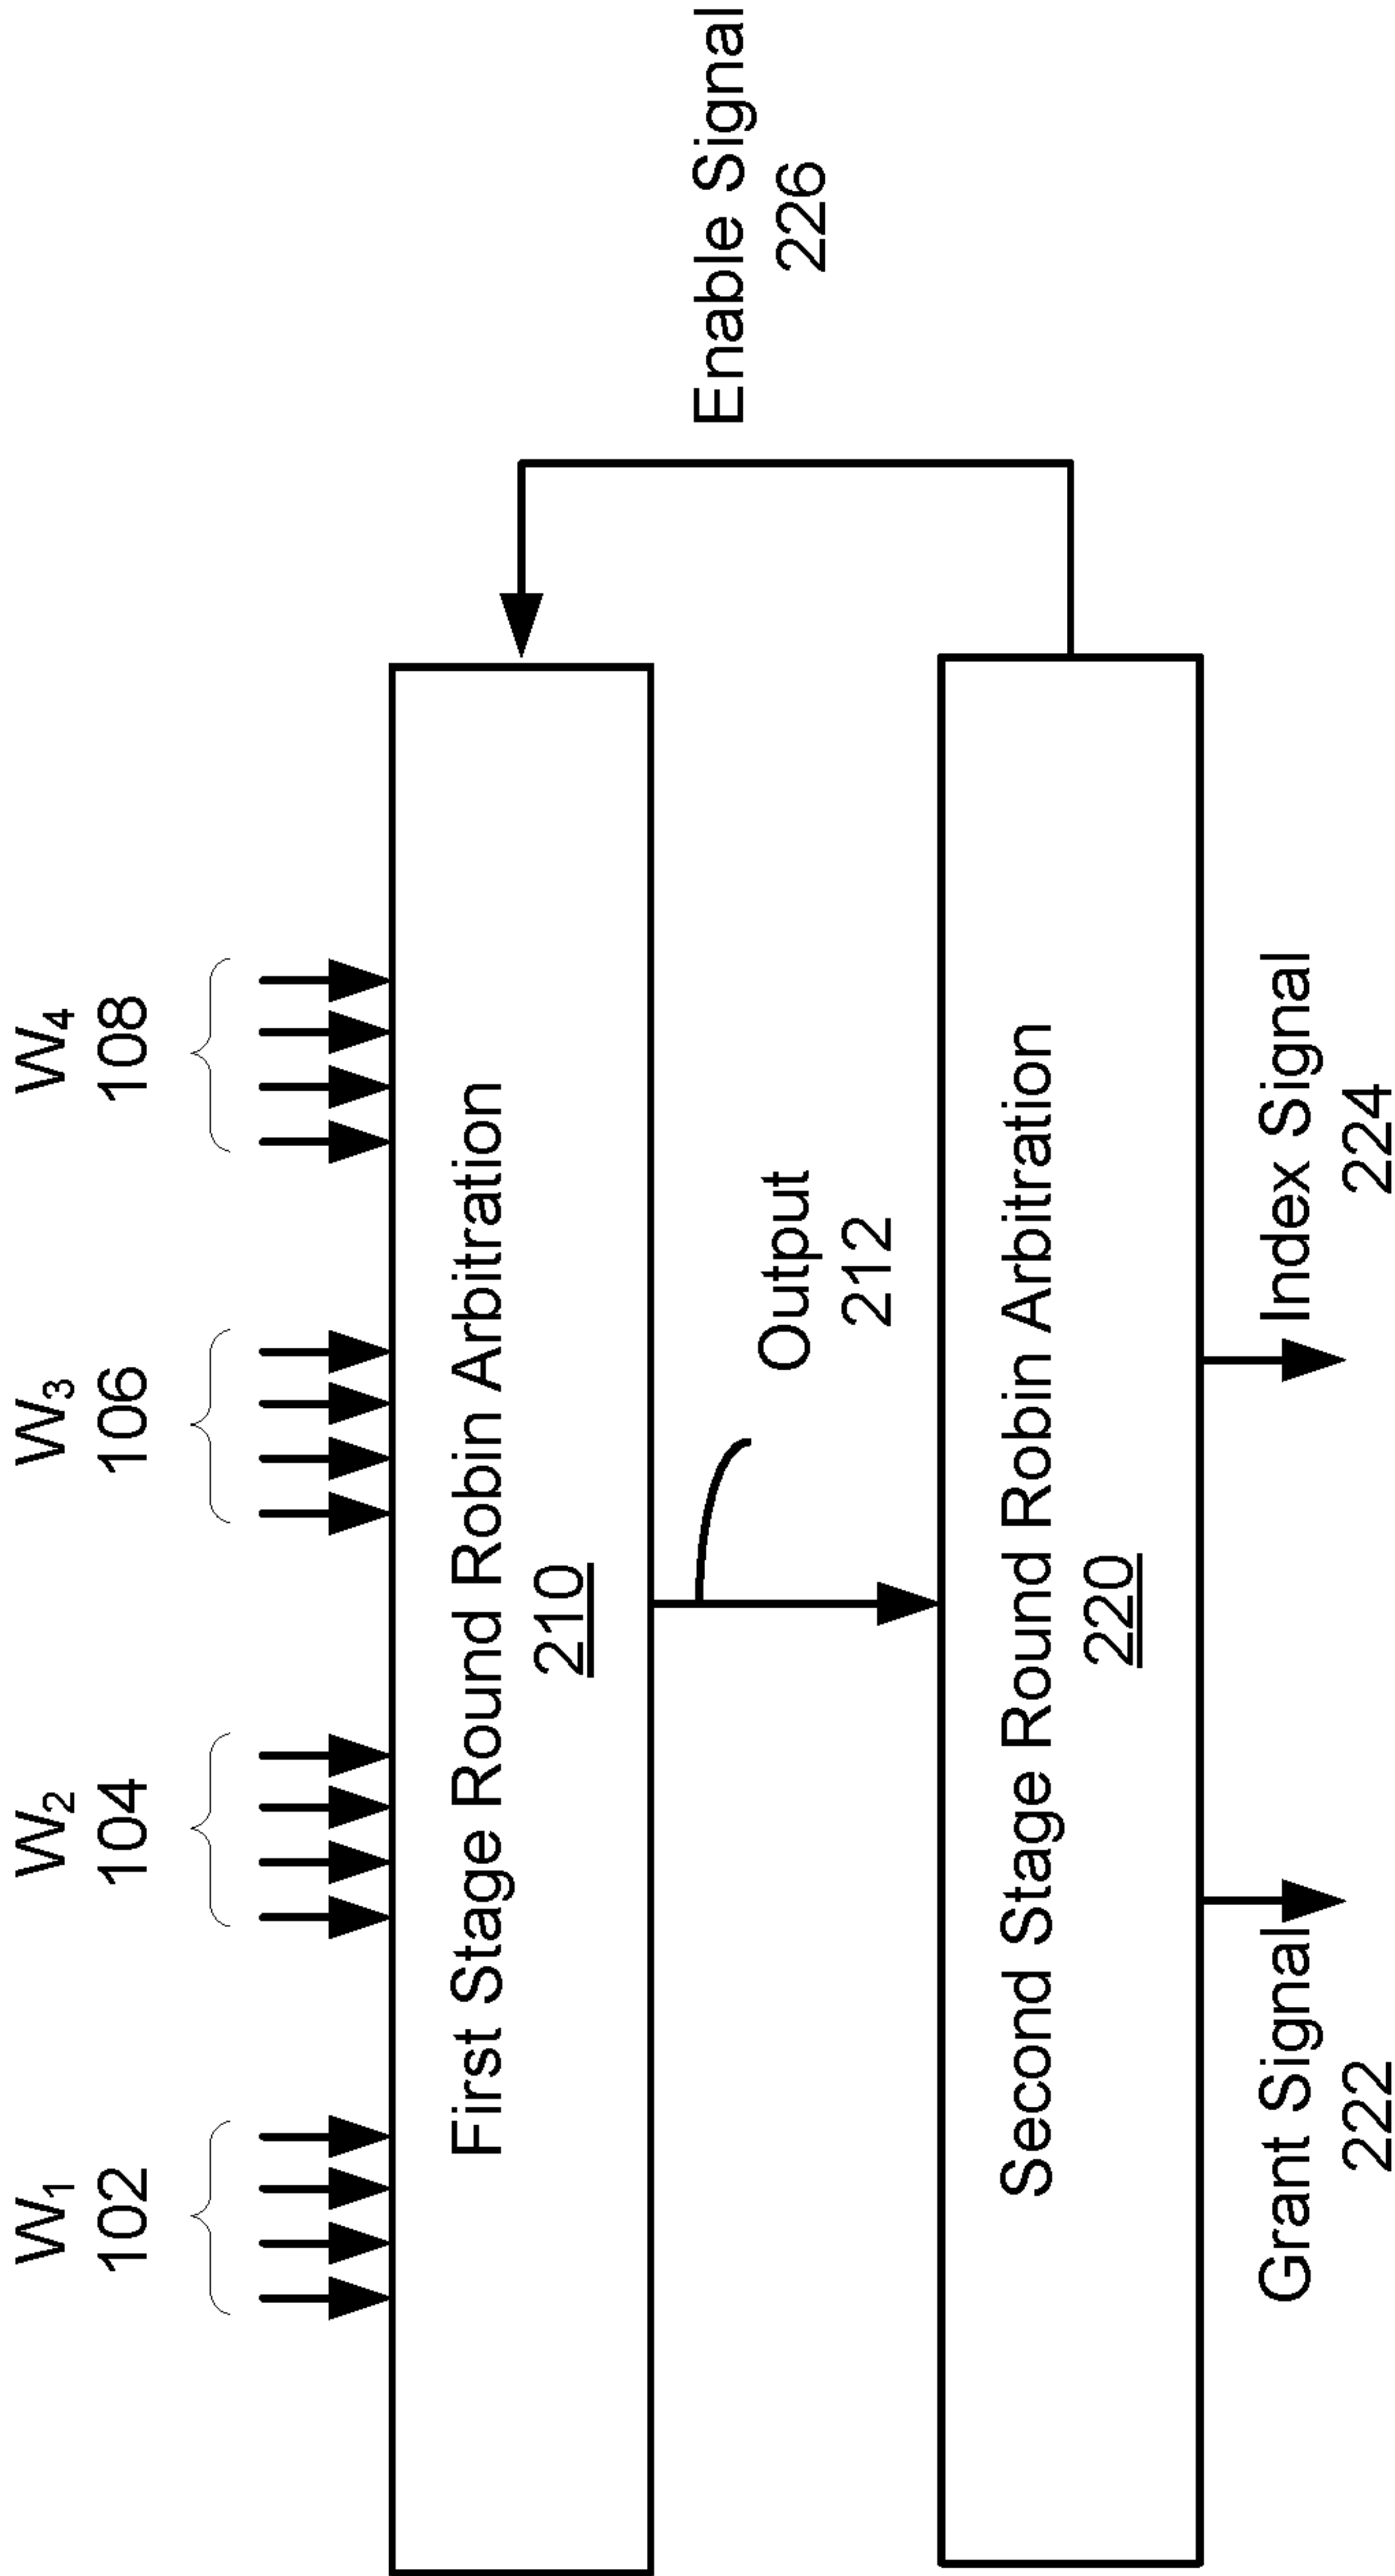 W1
102
W2
104
W3
106
W4
108
First Stage Round Robin Arbitration
210
Enable Signal
226
Output
212
Second Stage Round Robin Arbitration
220
Grant Signal
222
Index Signal
224